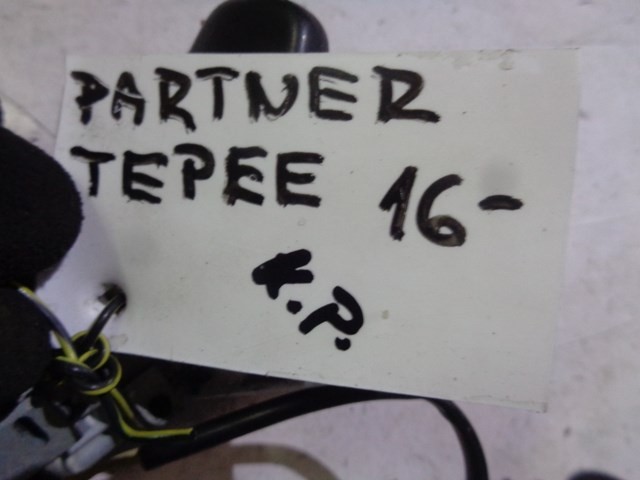 PARTNER
TEPEE 16-
K.P.